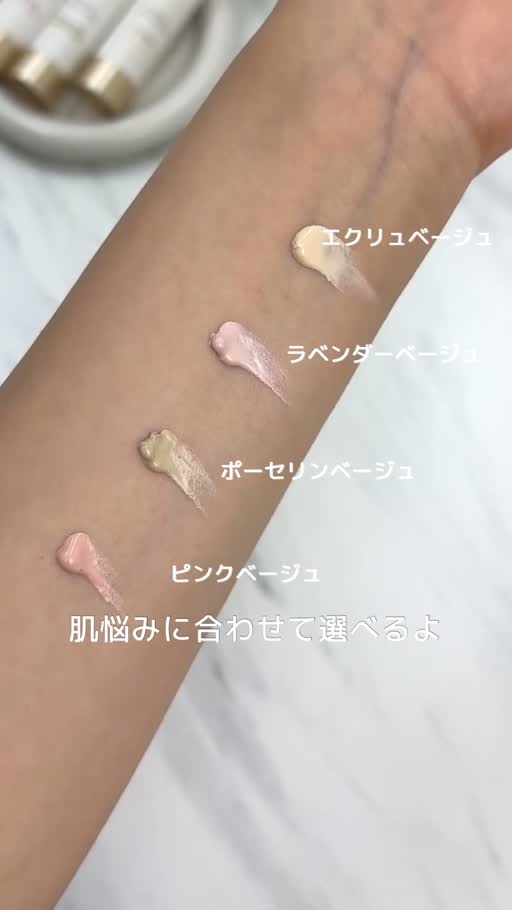 エクリュベージュ
ラベンダーベージュ
ポーセリンベージュ
ピンクベージュ
肌悩みに合わせて選べるよ